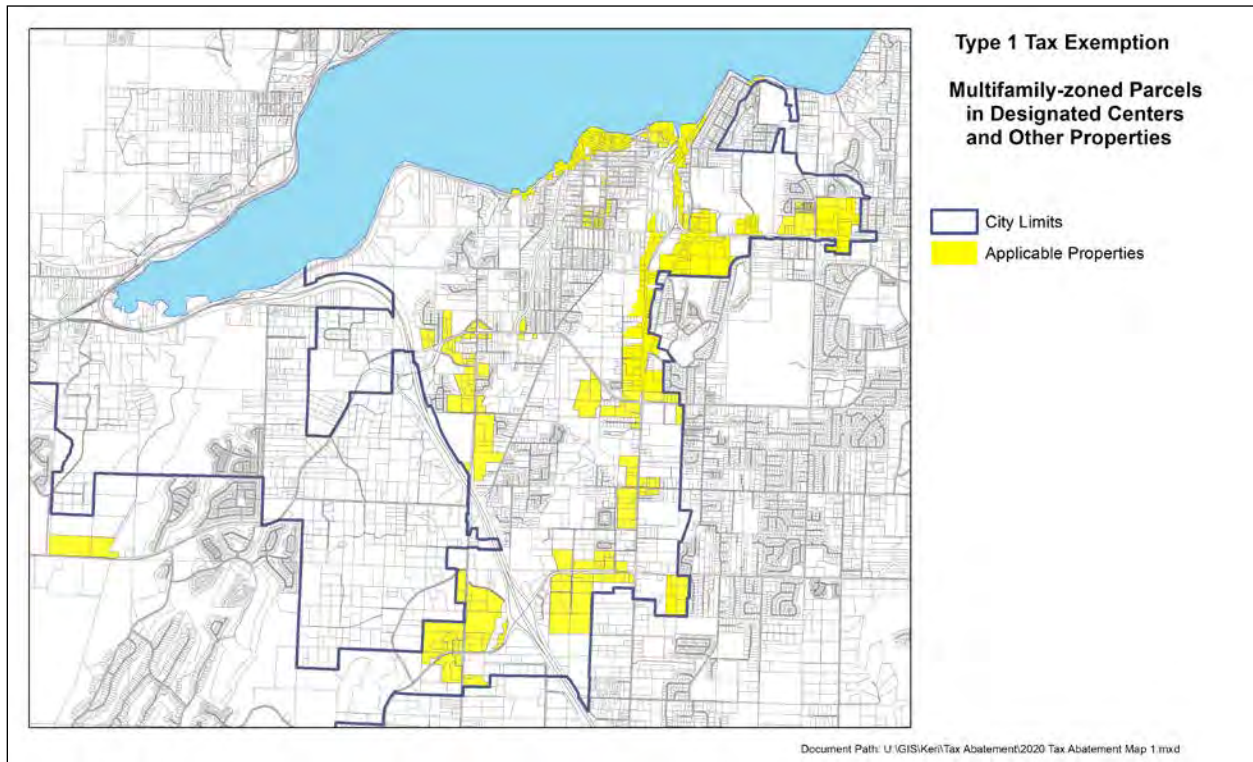 Type 1 Tax Exemption
Multifamily-zoned Parcels
in Designated Centers
and Other Properties
City Limits
Applicable Properties
Document Path: U:\GIS\Keri\Tax Abatement\2020 Tax Abatement Map 1.mxd